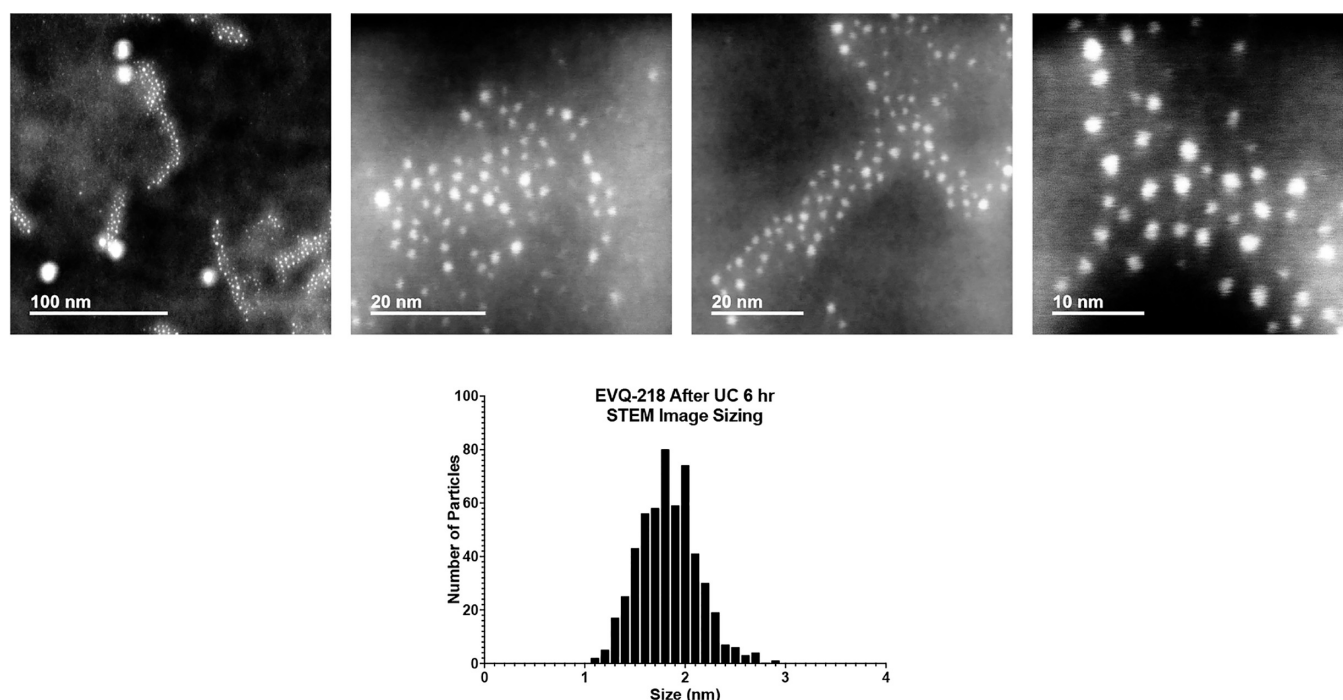 100 nm
20 nm
20 nm
10 nm
EVQ-218 After UC 6 hr
STEM Image Sizing
Number of Particles
100
80
60
40
20
0
0 1 2 3 4
Size (nm)